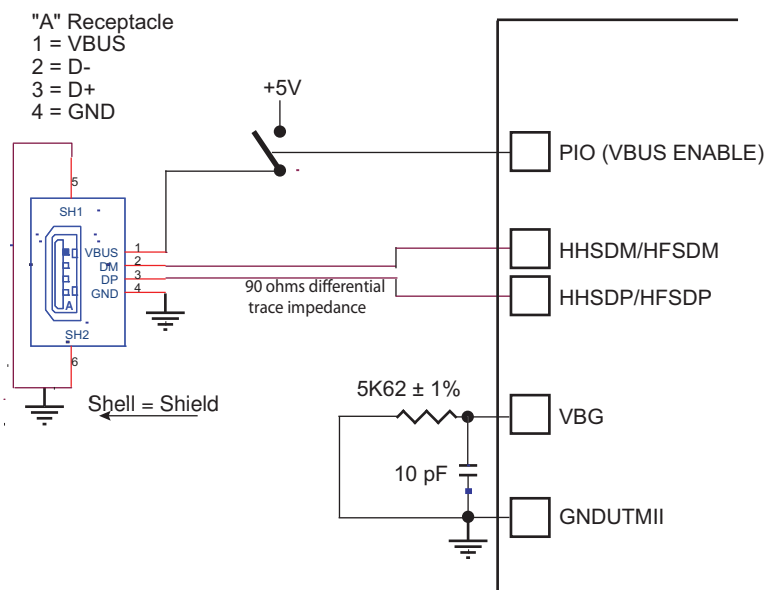 "A" Receptacle
1 = VBUS
2 = D-
3 = D+
4 = GND
+5V
PIO (VBUS ENABLE)
5
SH1
VBUS
1
DM
2
DP
3
GND
4
A
SH2
6
HHSDM/HFSDM
90 ohms differential
trace impedance
HHSDP/HFSDP
Shell = Shield
5K62 ± 1%
VBG
10 pF
GNDUTMII